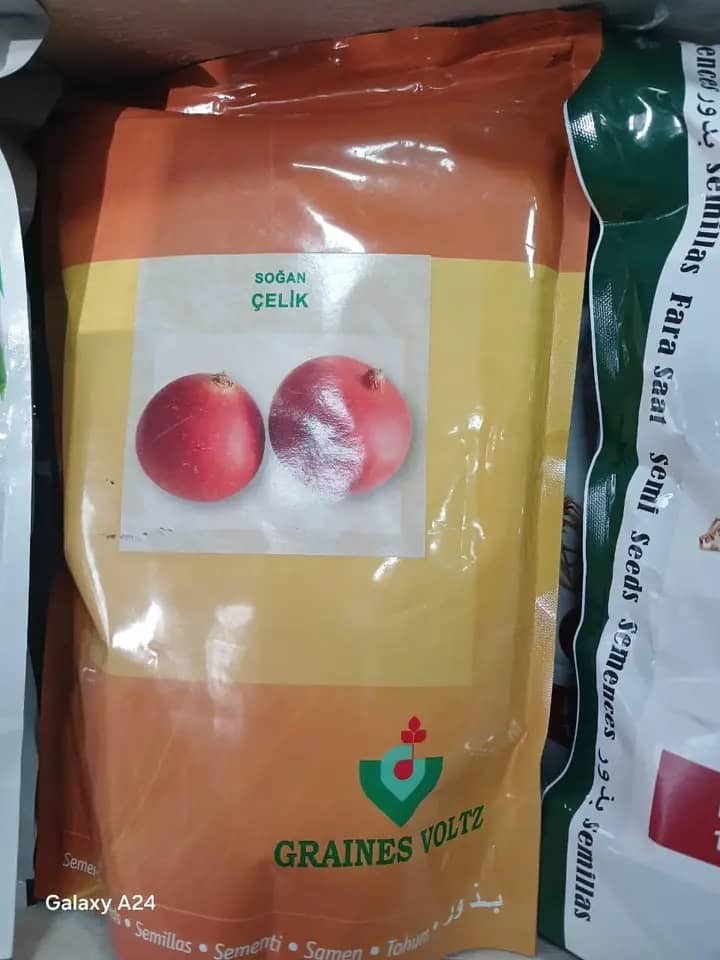 SOĞAN
ÇELİK
GRAINES VOLTZ
بذور
Semillas • Sementi • Samen • Tohum •
Semillas Fara saat Semi Seeds Semences بذور Semillas
Galaxy A24